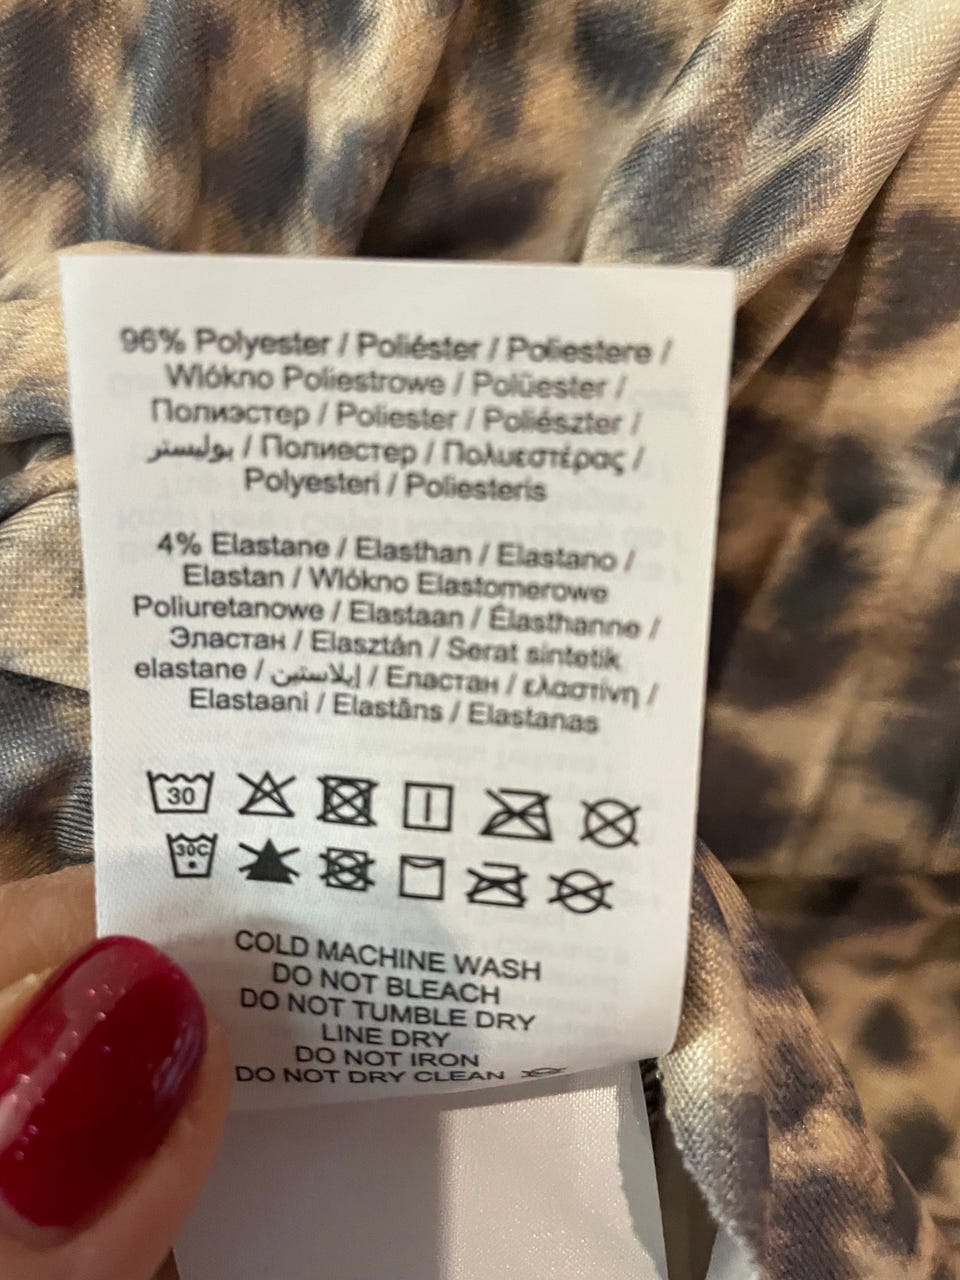 96% Polyester / Poliéster / Poliestere /
Wlókno Poliestrowe / Polüester /
Полиэстер / Poliester / Poliészter /
بوليستر / Полиестер / Πολυεστέρας /
Polyesteri / Poliesteris
4% Elastane / Elasthan / Elastano /
Elastan / Wlókno Elastomerowe
Poliuretanowe / Elastaan / Élasthanne /
Эластан / Elasztán / Serat sintetik
elastane / إيلاستين / Еластан / ελαστίνη /
Elastaani / Elastāns / Elastanas
30
30C
COLD MACHINE WASH
DO NOT BLEACH
DO NOT TUMBLE DRY
LINE DRY
DO NOT IRON
DO NOT DRY CLEAN